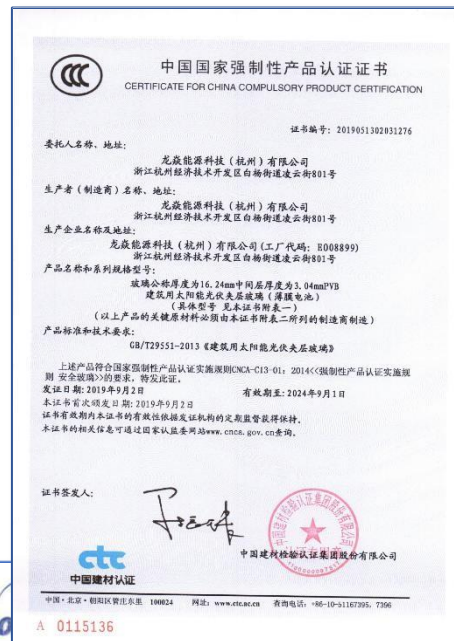 中国国家强制性产品认证证书
CERTIFICATE FOR CHINA COMPULSORY PRODUCT CERTIFICATION
证书编号: 2019051302031276
委托人名称、地址:
龙焱能源科技(杭州)有限公司
浙江杭州经济技术开发区白杨街道凌云街801号
生产者(制造商)名称、地址:
龙焱能源科技(杭州)有限公司
浙江杭州经济技术开发区白杨街道凌云街801号
生产企业名称及地址:
龙焱能源科技(杭州)有限公司(工厂代码: E008899)
浙江杭州经济技术开发区白杨街道凌云街801号
产品名称和系列规格型号:
玻璃公称厚度为16.24mm中间层厚度为3.04mmPVB
建筑用太阳能光伏夹层玻璃(薄膜电池)
(具体型号 见本证书附表一)
(以上产品的关键原材料必须由本证书附表二所列的制造商制造)
产品标准和技术要求:
GB/T29551-2013《建筑用太阳能光伏夹层玻璃》
上述产品符合国家强制性产品认证实施规则CNCA-C13-01: 2014<<强制性产品认证实施规
则 安全玻璃>>的要求,特发此证。
发证日期:2019年9月2日 有效期至:2024年9月1日
本证书首次颁发日期:2019年9月2日
证书有效期内本证书的有效性依据发证机构的定期监督获得保持。
本证书的相关信息可通过国家认监委网站www.cnca.gov.cn查询。
证书签发人:
ctc
中国建材认证
中国建材检验认证集团股份有限公司
中国·北京·朝阳区管庄东里 100024 网址: www.ctc.ac.cn 查询电话: +86-10-51167395, 7396
A 0115136